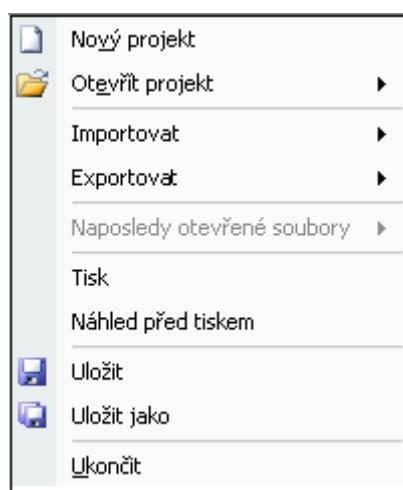 Nový projekt
Otevřít projekt
Importovat
Exportovat
Naposledy otevřené soubory
Tisk
Náhled před tiskem
Uložit
Uložit jako
Ukončit